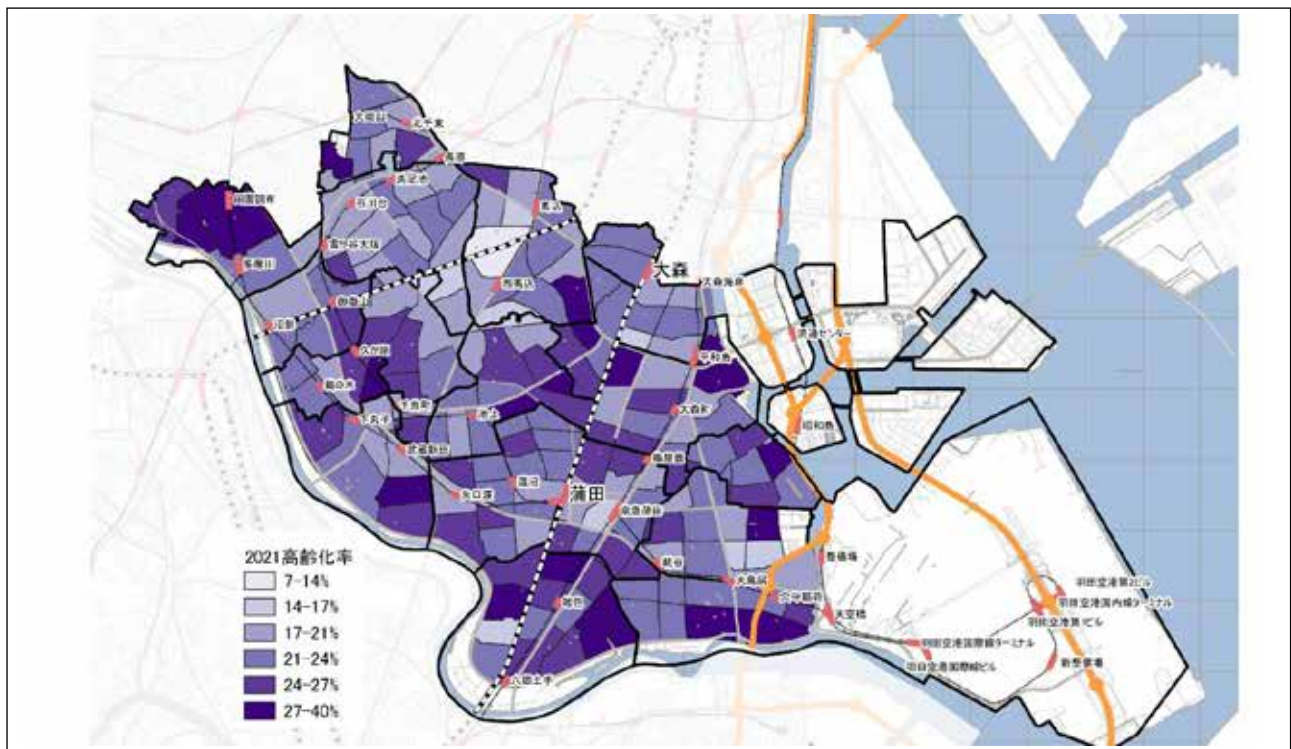 大岡山
北千束
長原
洗足池
石川台
雪が谷大塚
田園調布
多摩川
御嶽山
沼部
久が原
鵜の木
千鳥町
下丸子
武蔵新田
池上
馬込
西馬込
大森
大森海岸
平和島
大森町
流通センター
昭和島
梅屋敷
蓮沼
矢口渡
蒲田
京急蒲田
糀谷
大鳥居
穴守稲荷
整備場
天空橋
雑色
六郷土手
羽田空港第2ビル
羽田空港国内線ターミナル
羽田空港第1ビル
羽田空港国際線ターミナル
羽田空港国際線ビル
新整備場
2021高齢化率
7-14%
14-17%
17-21%
21-24%
24-27%
27-40%